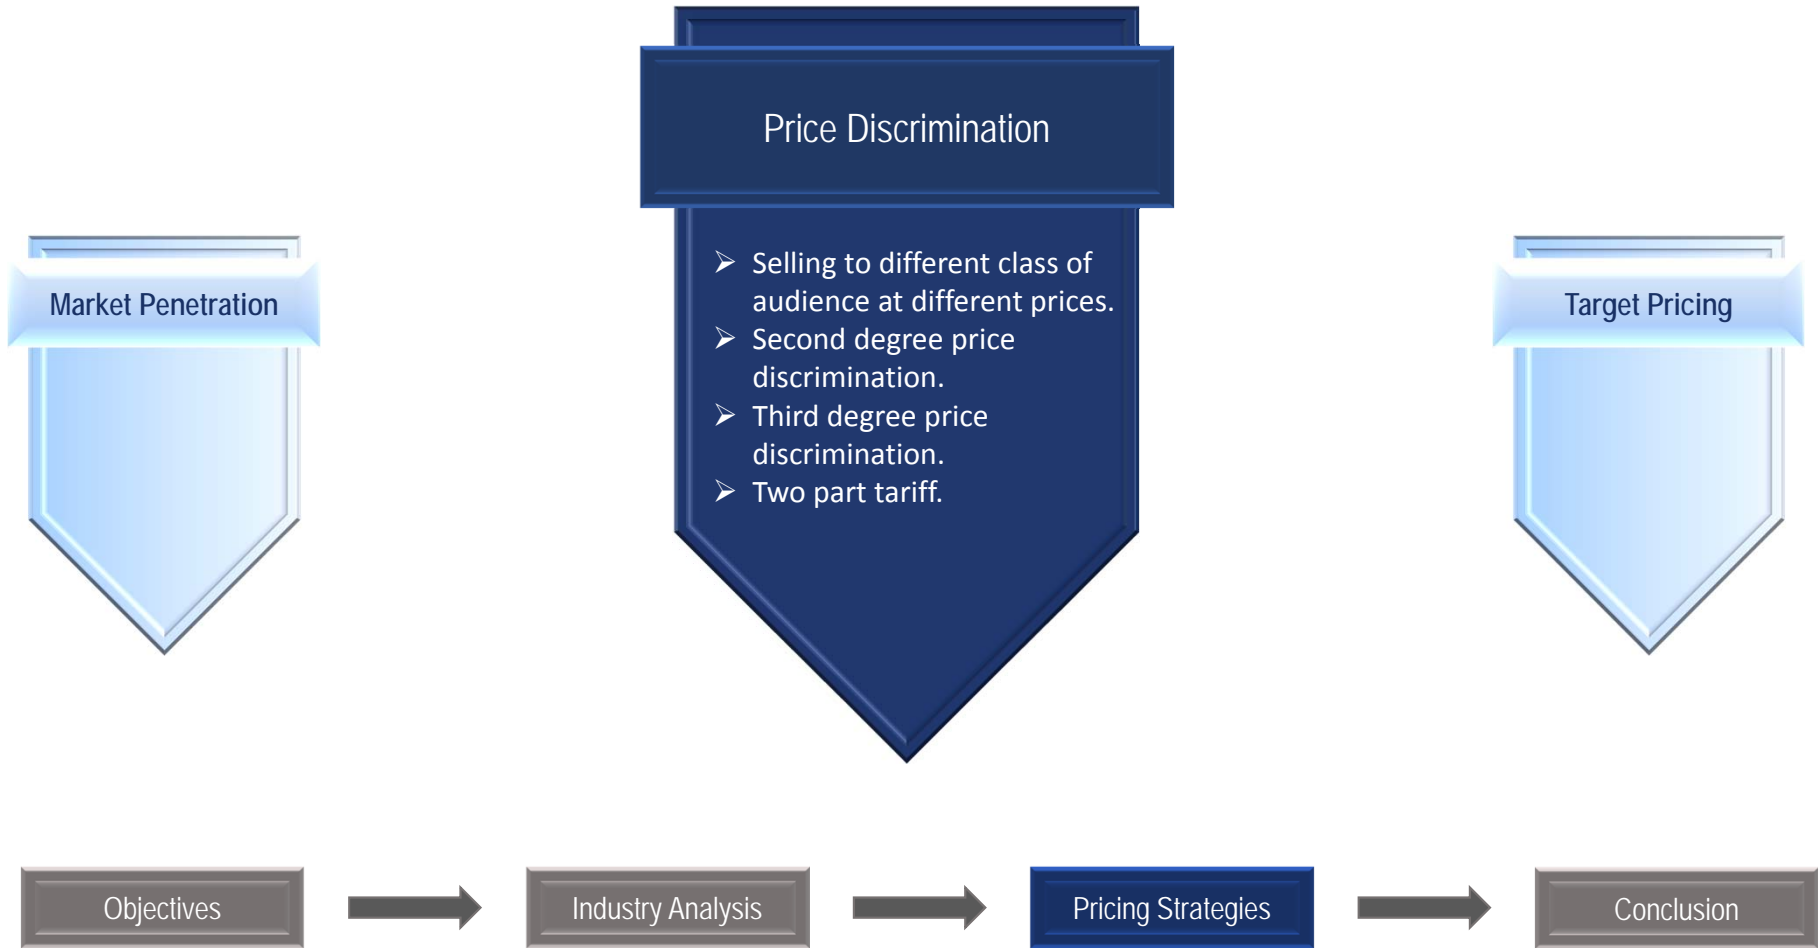 Price Discrimination
Market Penetration
➢ Selling to different class of
audience at different prices.
➢ Second degree price
discrimination.
➢ Third degree price
discrimination.
➢ Two part tariff.
Target Pricing
Objectives
Industry Analysis
Pricing Strategies
Conclusion